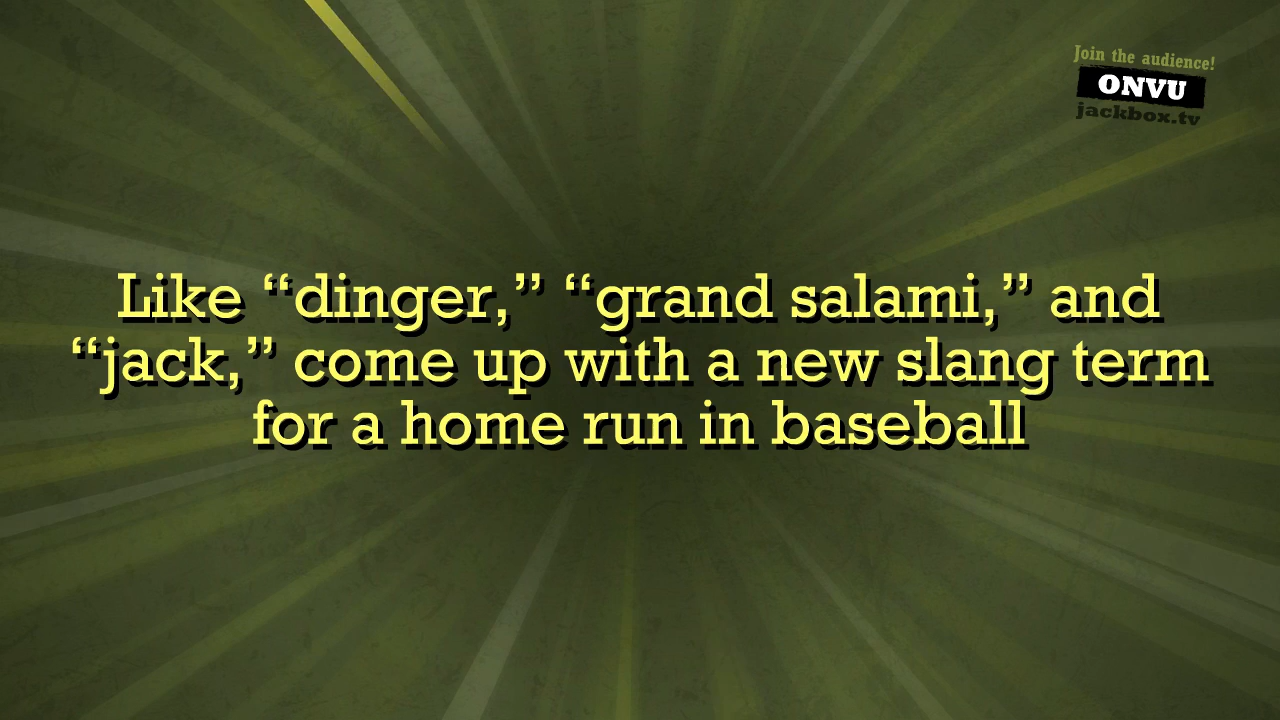 Join the audience!
ONVU
jackbox.tv
Like “dinger,” “grand salami,” and
“jack,” come up with a new slang term
for a home run in baseball